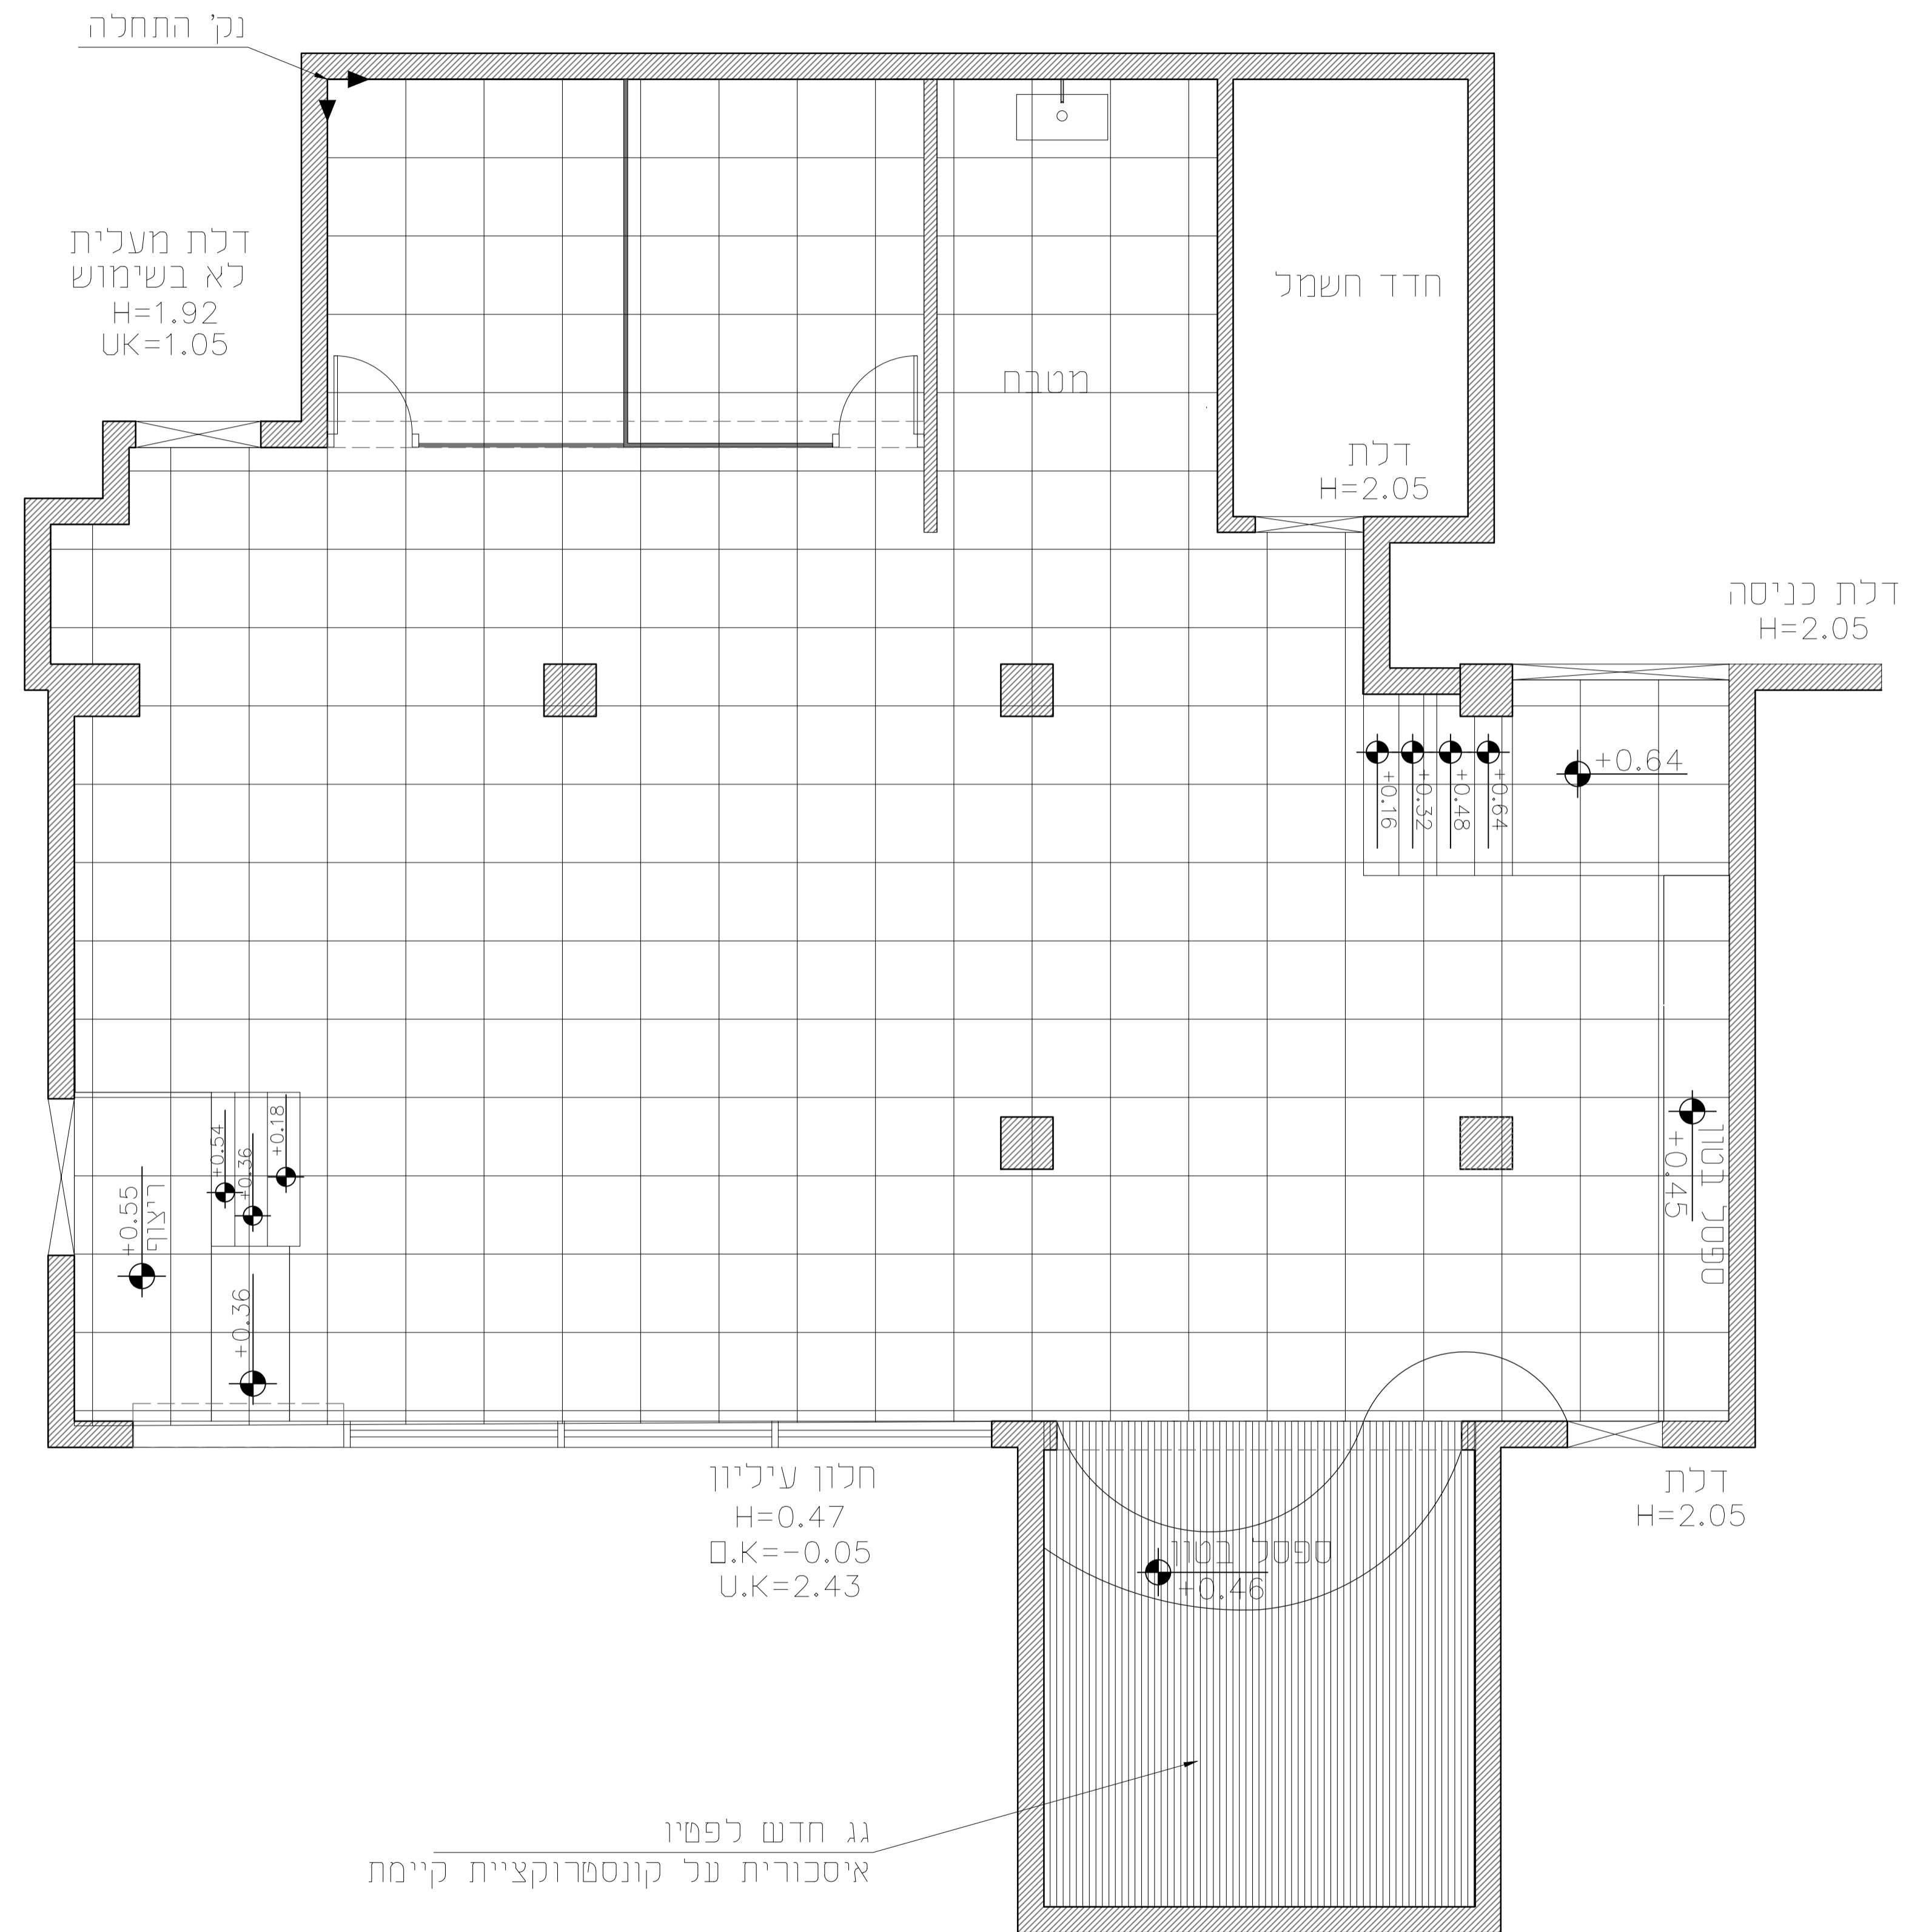 נק' התחלה
דלת מעלית
לא בשימוש
H=1.92
UK=1.05
חדד חשמל
מטבח
דלת
H=2.05
דלת כניסה
H=2.05
+0.16
+0.32
+0.48
+0.64
+0.64
+0.54
+0.36
+0.18
+0.55
ויצפ
+0.36
ספסל בטון
+0.45
חלון עיליון
H=0.47
□.K=-0.05
U.K=2.43
ספסל בטון
+0.46
דלת
H=2.05
גג חדש לפטיו
איסכורית על קונסטרוקציית קיימת